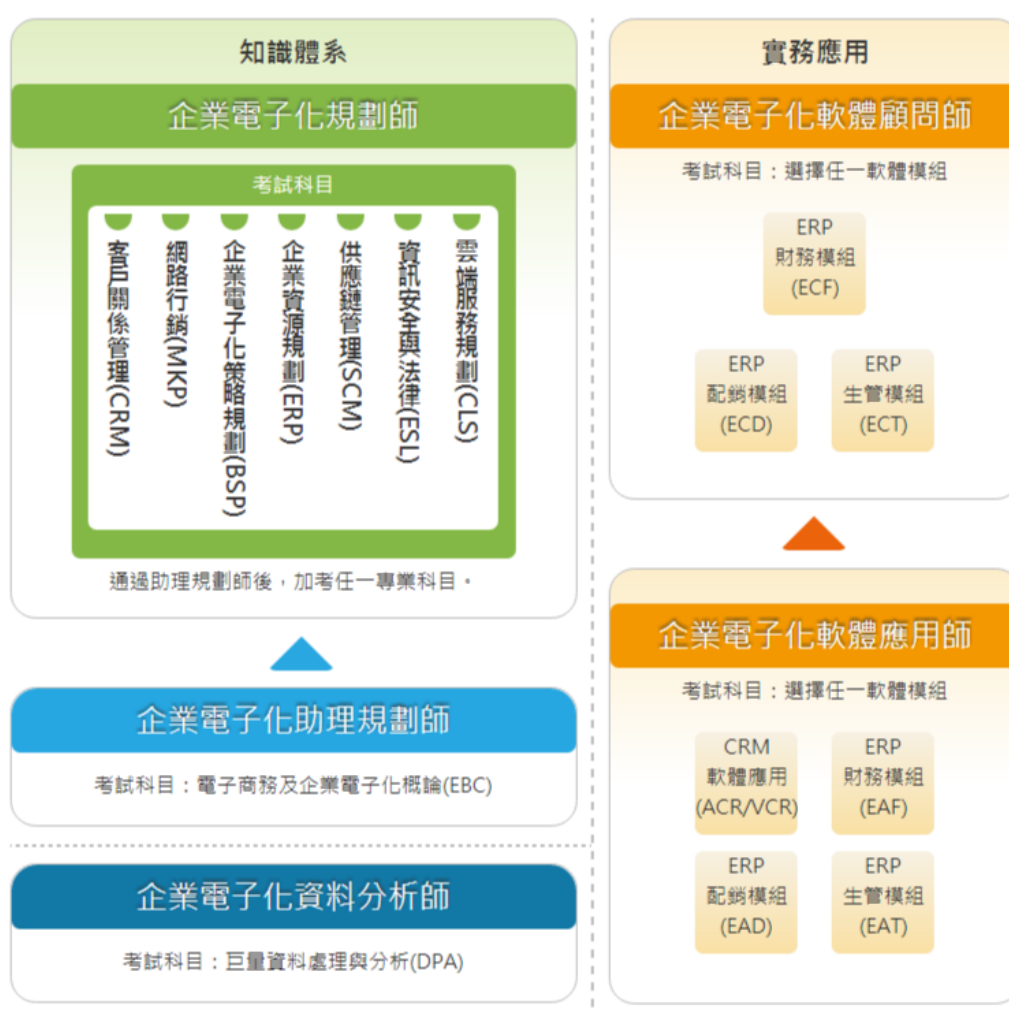 知識體系
企業電子化規劃師
考試科目
客戶關係管理(CRM)
網路行銷(MKP)
企業電子化策略規劃(BSP)
企業資源規劃(ERP)
供應鏈管理(SCM)
資訊安全與法律(ESL)
雲端服務規劃(CLS)
通過助理規劃師後，加考任一專業科目。
企業電子化助理規劃師
考試科目：電子商務及企業電子化概論(EBC)
企業電子化資料分析師
考試科目：巨量資料處理與分析(DPA)
實務應用
企業電子化軟體顧問師
考試科目：選擇任一軟體模組
ERP
財務模組
(ECF)
ERP
配銷模組
(ECD)
ERP
生管模組
(ECT)
企業電子化軟體應用師
考試科目：選擇任一軟體模組
CRM
軟體應用
(ACR/VCR)
ERP
財務模組
(EAF)
ERP
配銷模組
(EAD)
ERP
生管模組
(EAT)